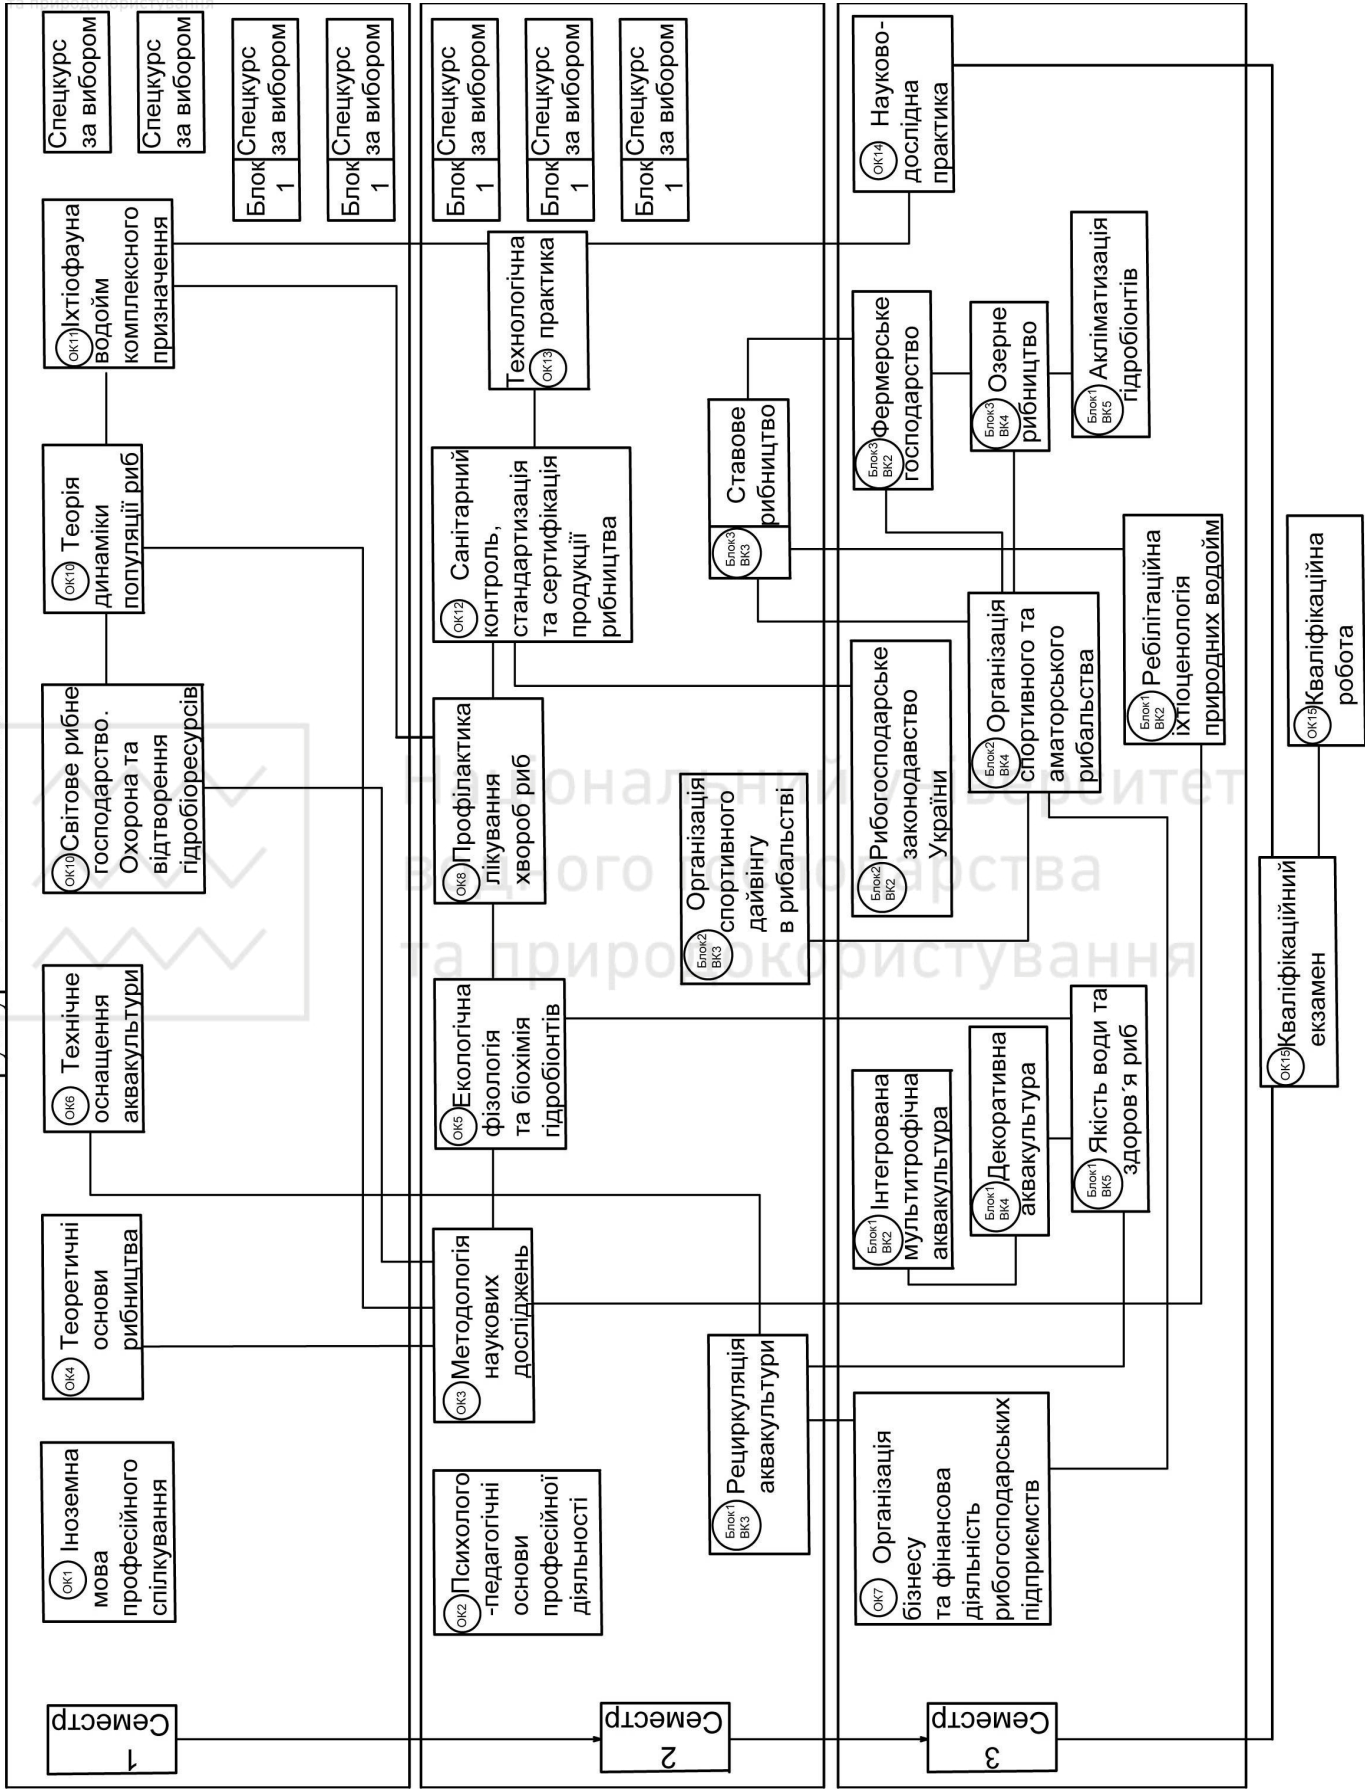 та природокористування
Семестр
1
ОК1 Іноземна
мова
професійного
спілкування
ОК4 Теоретичні
основи
рибництва
ОК6 Технічне
оснащення
аквакультури
ОК10 Світове рибне
господарство.
Охорона та
відтворення
гідробіоресурсів
ОК10 Теорія
динаміки
популяції риб
ОК11 Іхтіофауна
водойм
комплексного
призначення
Спецкурс
за вибором
Спецкурс
за вибором
Блок
1
Спецкурс
за вибором
Блок
1
Спецкурс
за вибором
Семестр
2
ОК2 Психолого
-педагогічні
основи
професійної
діяльності
ОК3 Методологія
наукових
досліджень
ОК5 Екологічна
фізологія
та біохімія
гідробіонтів
ОК8 Профілактика
лікування
хвороб риб
ОК12 Санітарний
контроль,
стандартизація
та сертифікація
продукції
рибництва
Технологічна
ОК13 практика
Блок
1
Спецкурс
за вибором
Блок
1
Спецкурс
за вибором
Блок
1
Спецкурс
за вибором
Блок1
ВК3
Рециркуляція
аквакультури
Блок2
ВК3
Організація
спортивного
дайвінгу
в рибальстві
Блок3
ВК3
Ставове
рибництво
Семестр
3
ОК7 Організація
бізнесу
та фінансова
діяльність
рибогосподарських
підприємств
Блок1
ВК2
Інтегрована
мультитрофічна
аквакультура
Блок1
ВК4
Декоративна
аквакультура
Блок1
ВК5
Якість води та
здоров´я риб
Блок2
ВК2
Рибогосподарське
законодавство
України
Блок2
ВК4
Організація
спортивного та
аматорського
рибальства
Блок1
ВК2
Ребілітаційна
іхтіоценологія
природних водойм
Блок3
ВК2
Фермерське
господарство
Блок3
ВК4
Озерне
рибництво
Блок1
ВК5
Акліматизація
гідробіонтів
ОК14 Науково-
дослідна
практика
ОК15 Кваліфікаційний
екзамен
ОК15 Кваліфікаційна
робота
Національний університет
водного господарства
та природокористування